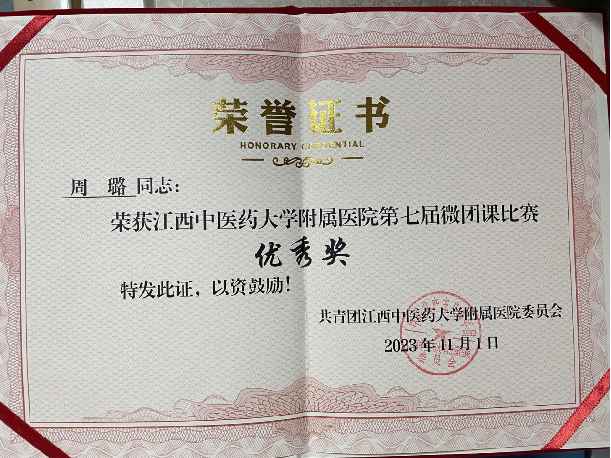 荣誉证书
HONORARY CREDENTIAL
周 璐 同志：
荣获江西中医药大学附属医院第七届微团课比赛
优秀奖
特发此证，以资鼓励！
共青团江西中医药大学附属医院委员会
2023年11月1日